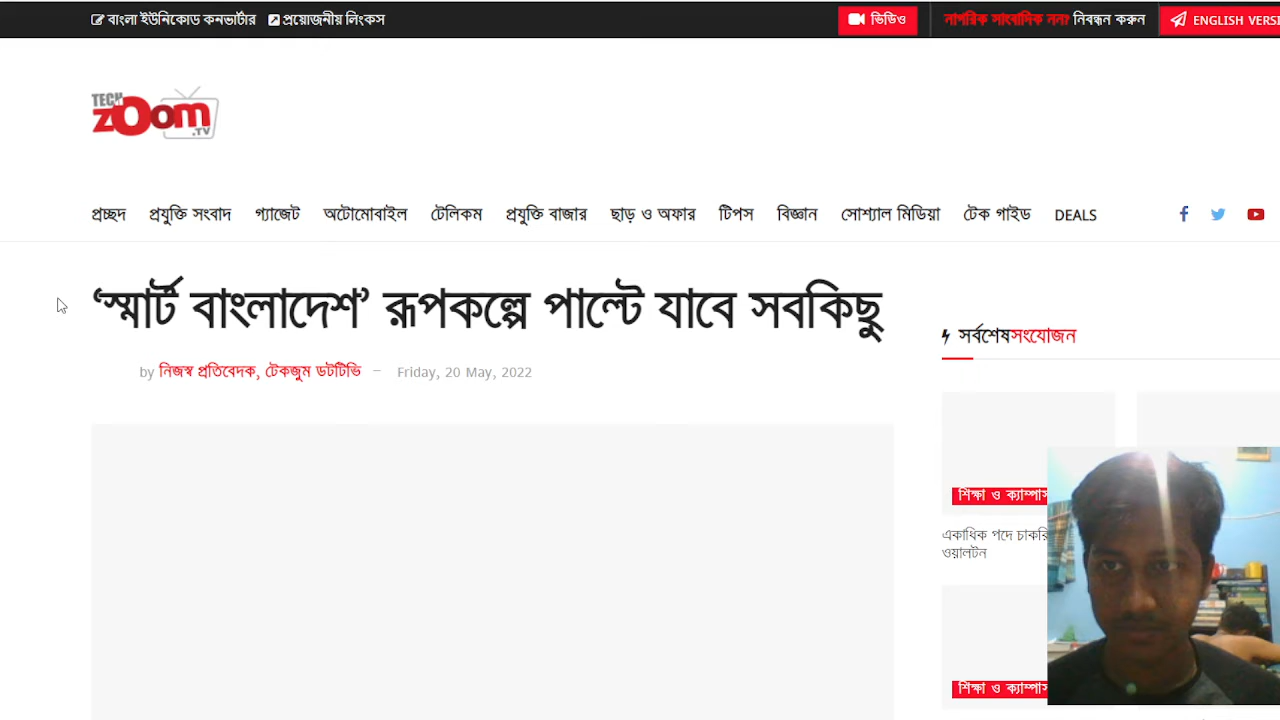 বাংলা ইউনিকোড কনভার্টার প্রয়োজনীয় লিংকস ভিডিও নাগরিক সাংবাদিক নন? নিবন্ধন করুন ENGLISH VERSI
TECH
zoom
.TV
প্রচ্ছদ প্রযুক্তি সংবাদ গ্যাজেট অটোমোবাইল টেলিকম প্রযুক্তি বাজার ছাড় ও অফার টিপস বিজ্ঞান সোশ্যাল মিডিয়া টেক গাইড DEALS
‘স্মার্ট বাংলাদেশ’ রূপকল্পে পাল্টে যাবে সবকিছু
by নিজস্ব প্রতিবেদক, টেকজুম ডটটিভি — Friday, 20 May, 2022
সর্বশেষসংযোজন
শিক্ষা ও ক্যাম্পাস
একাধিক পদে চাকরি
ওয়ালটন
শিক্ষা ও ক্যাম্পাস